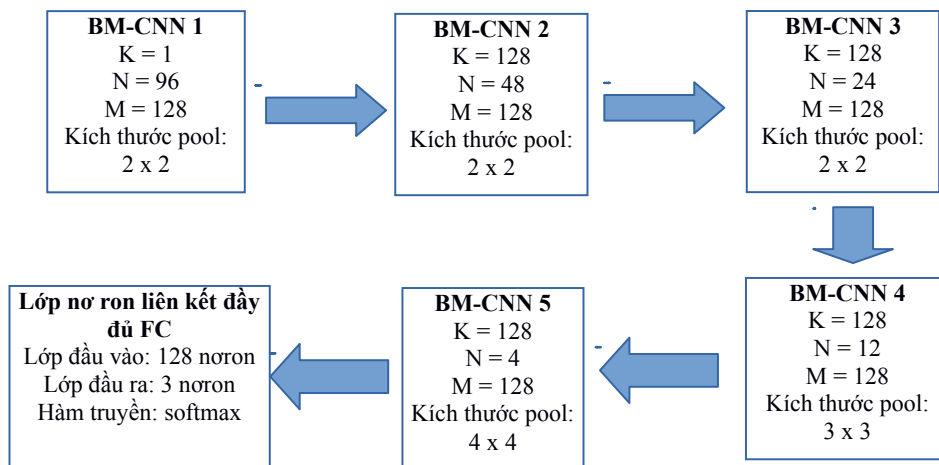 BM-CNN 1
K = 1
N = 96
M = 128
Kích thước pool:
2 x 2
BM-CNN 2
K = 128
N = 48
M = 128
Kích thước pool:
2 x 2
BM-CNN 3
K = 128
N = 24
M = 128
Kích thước pool:
2 x 2
BM-CNN 4
K = 128
N = 12
M = 128
Kích thước pool:
3 x 3
BM-CNN 5
K = 128
N = 4
M = 128
Kích thước pool:
4 x 4
Lớp nơ ron liên kết đầy
đủ FC
Lớp đầu vào: 128 nơron
Lớp đầu ra: 3 nơron
Hàm truyền: softmax